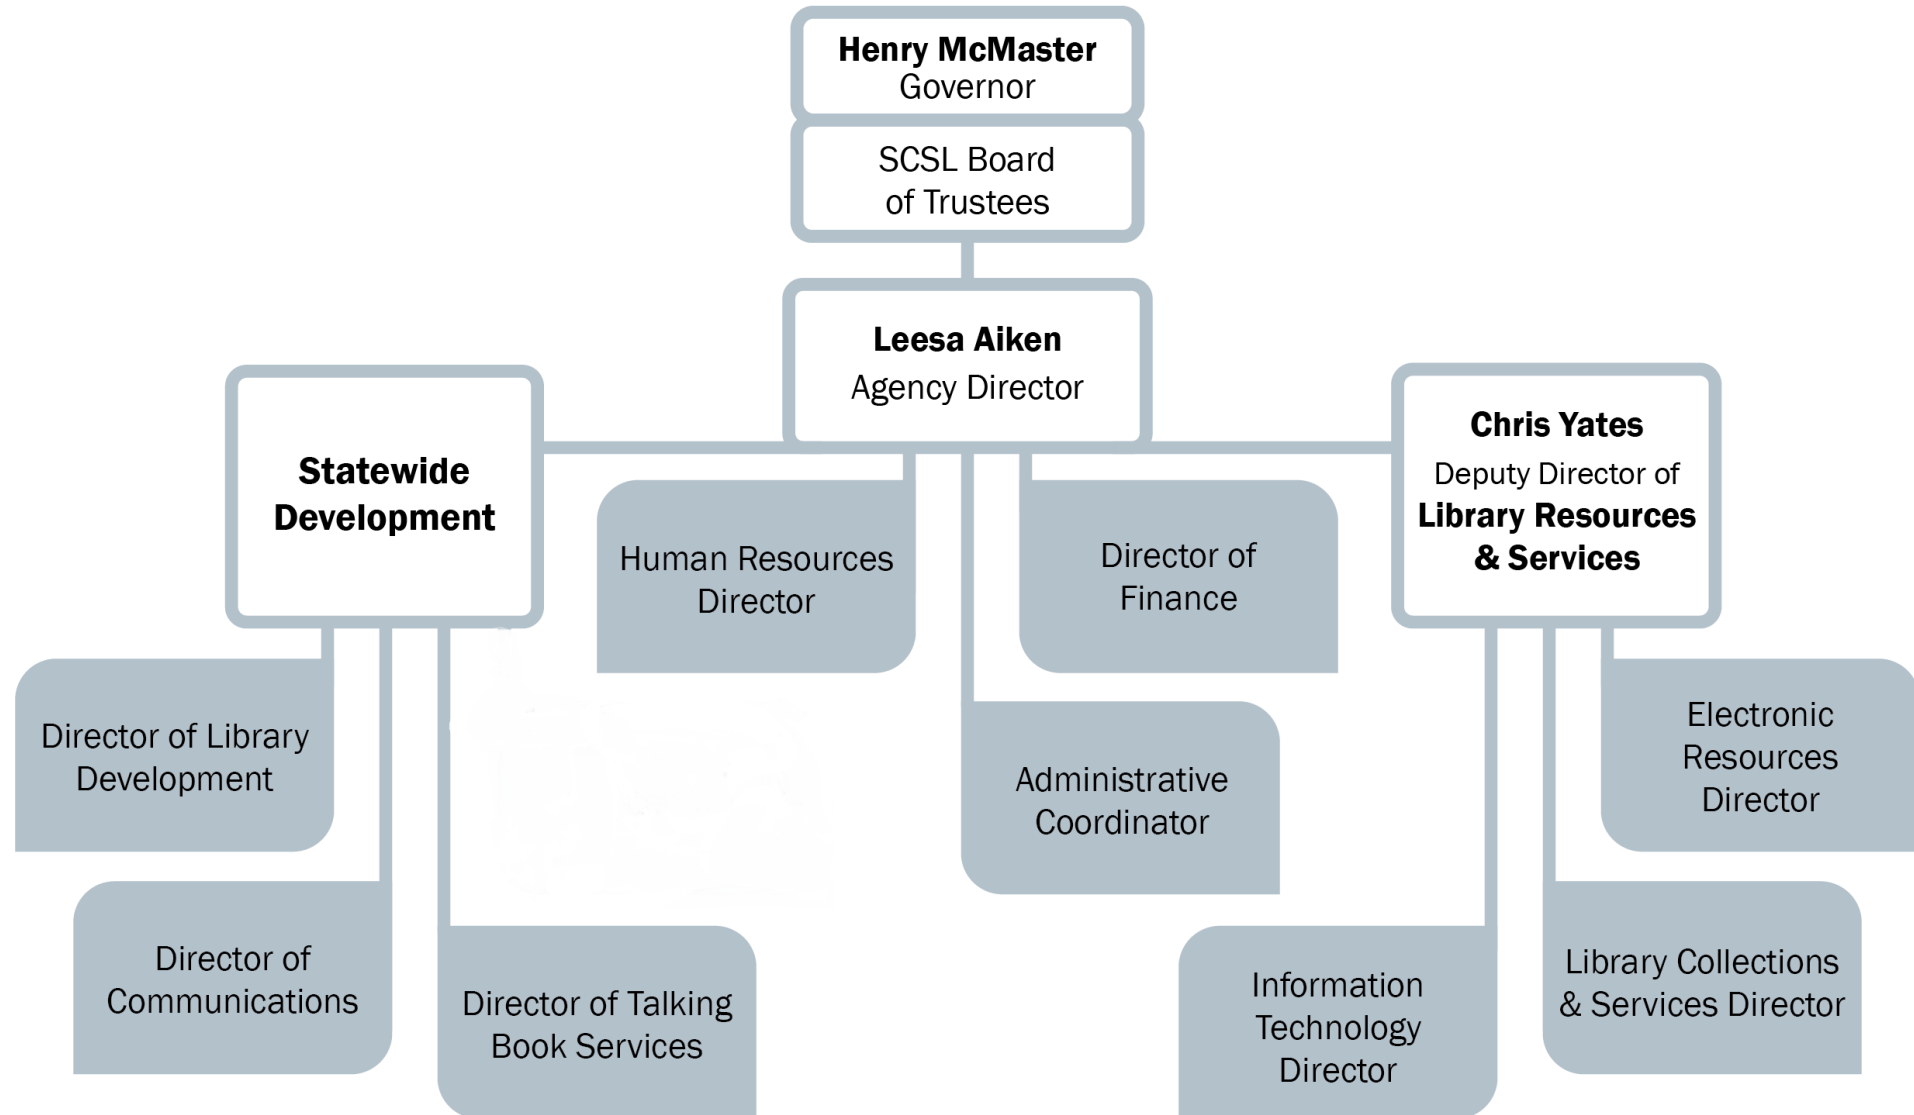 Henry McMaster
Governor
SCSL Board
of Trustees
Leesa Aiken
Agency Director
Statewide
Development
Chris Yates
Deputy Director of
Library Resources
& Services
Human Resources
Director
Director of
Finance
Administrative
Coordinator
Director of Library
Development
Director of
Communications
Director of Talking
Book Services
Electronic
Resources
Director
Library Collections
& Services Director
Information
Technology
Director